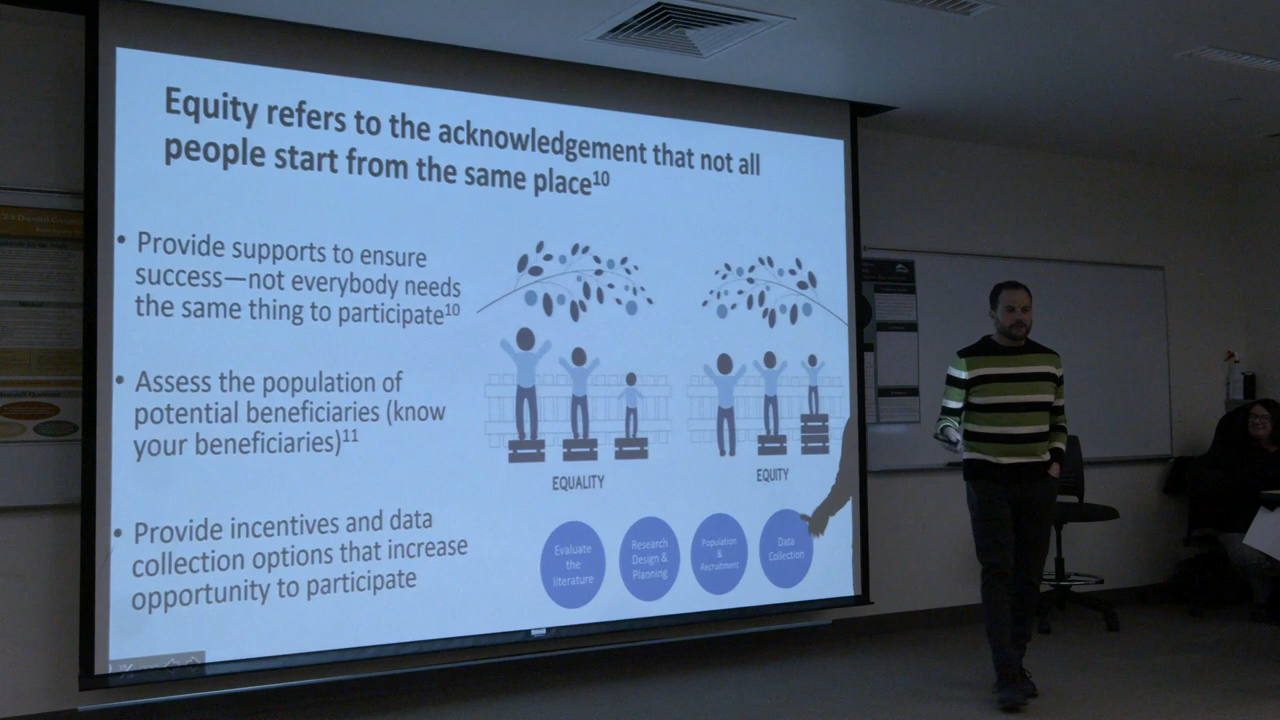 Equity refers to the acknowledgement that not all
people start from the same place¹⁰
• Provide supports to ensure
success—not everybody needs
the same thing to participate¹⁰
• Assess the population of
potential beneficiaries (know
your beneficiaries)¹¹
• Provide incentives and data
collection options that increase
opportunity to participate
EQUALITY
EQUITY
Evaluate
the
literature
Research
Design &
Planning
Population
&
Recruitment
Data
Collection